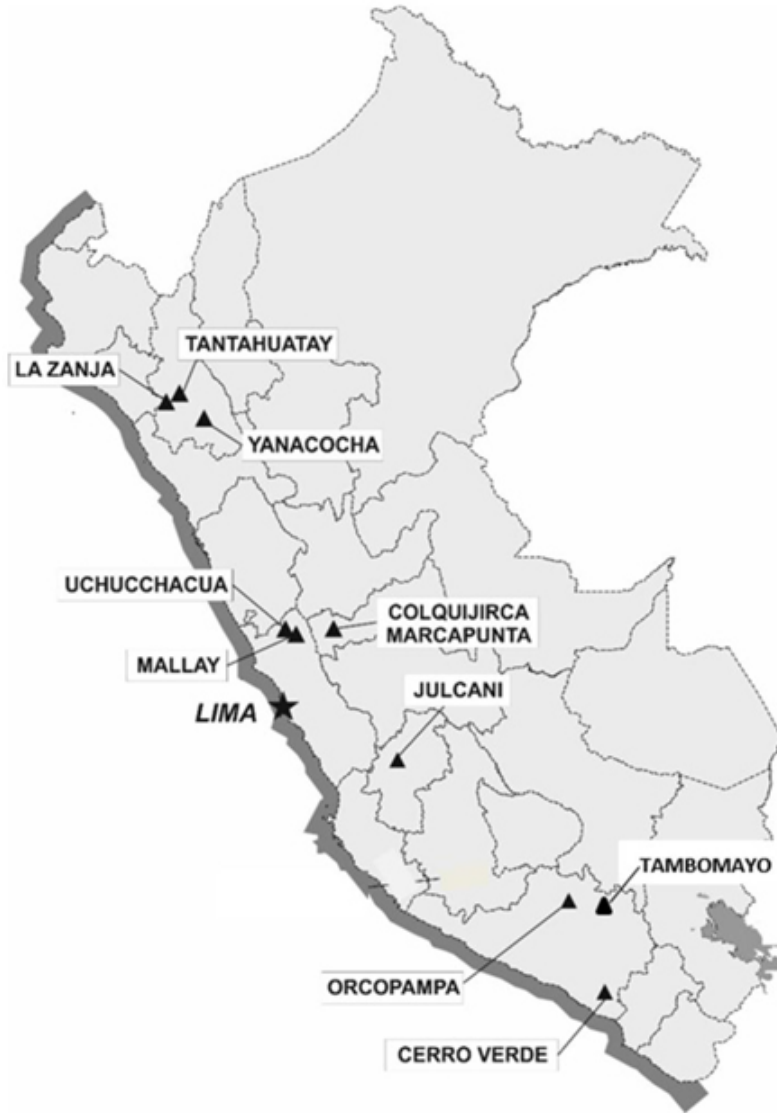 TANTAHUATAY
LA ZANJA
YANACOCHA
UCHUCCHACUA
COLQUIJIRCA
MARCAPUNTA
MALLAY
JULCANI
LIMA
TAMBOMAYO
ORCOPAMPA
CERRO VERDE